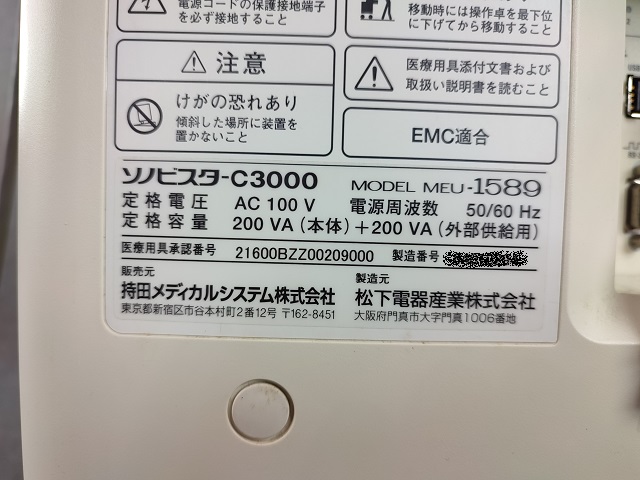 電源コードの保護接地端子
を必ず接地すること
移動時には操作卓を最下位
に下げてから移動すること
注意
けがの恐れあり
傾斜した場所に装置を
置かないこと
医療用具添付文書および
取扱い説明書を読むこと
EMC適合
ソノビスタ-C3000 MODEL MEU-1589
定格電圧 AC 100 V 電源周波数 50/60 Hz
定格容量 200 VA（本体）＋200 VA（外部供給用）
医療用具承認番号 21600BZZ00209000 製造番号
販売元
持田メディカルシステム株式会社
東京都新宿区市谷本村町2番12号 〒162-8451
製造元
松下電器産業株式会社
大阪府門真市大字門真1006番地